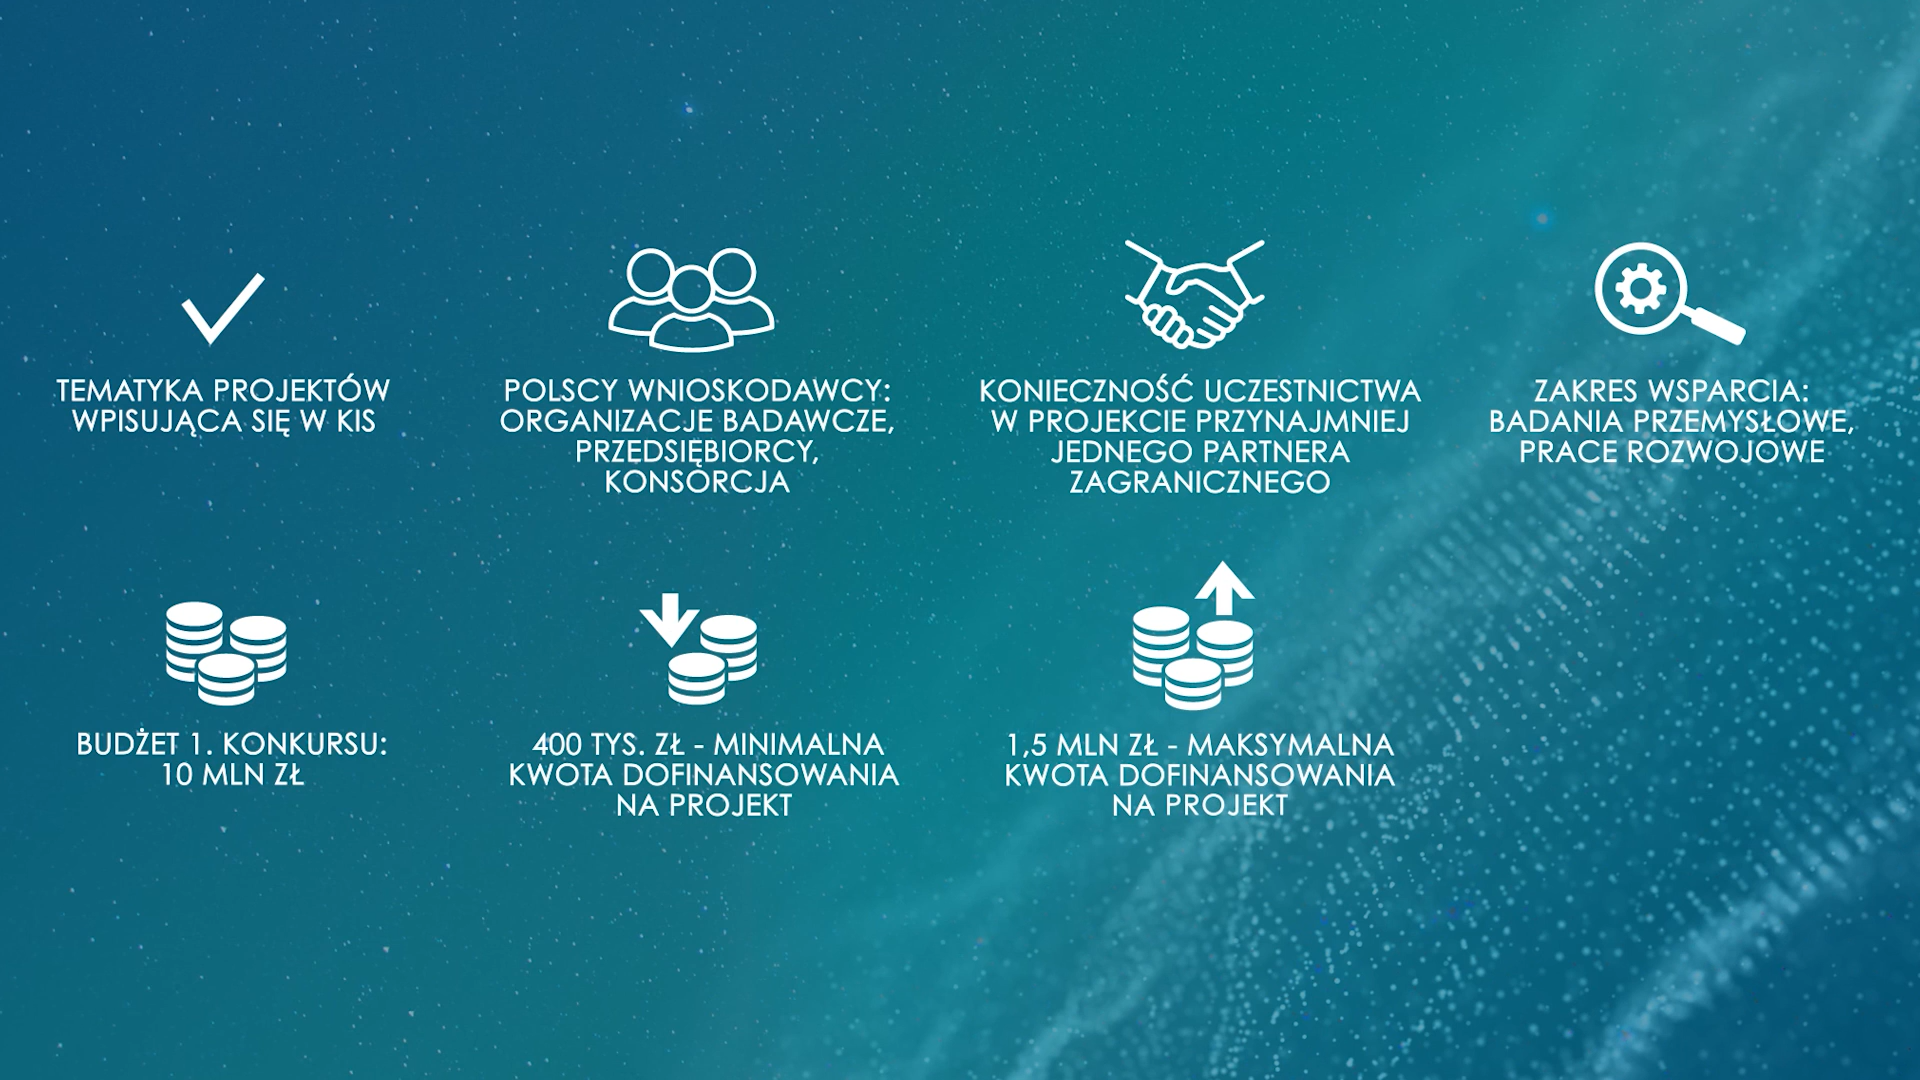 TEMATYKA PROJEKTÓW
WPISUJĄCA SIĘ W KIS
POLSCY WNIOSKODAWCY:
ORGANIZACJE BADAWCZE,
PRZEDSIĘBIORCY,
KONSORCJA
KONIECZNOŚĆ UCZESTNICTWA
W PROJEKCIE PRZYNAJMNIEJ
JEDNEGO PARTNERA
ZAGRANICZNEGO
ZAKRES WSPARCIA:
BADANIA PRZEMYSŁOWE,
PRACE ROZWOJOWE
BUDŻET 1. KONKURSU:
10 MLN ZŁ
400 TYS. ZŁ - MINIMALNA
KWOTA DOFINANSOWANIA
NA PROJEKT
1,5 MLN ZŁ - MAKSYMALNA
KWOTA DOFINANSOWANIA
NA PROJEKT